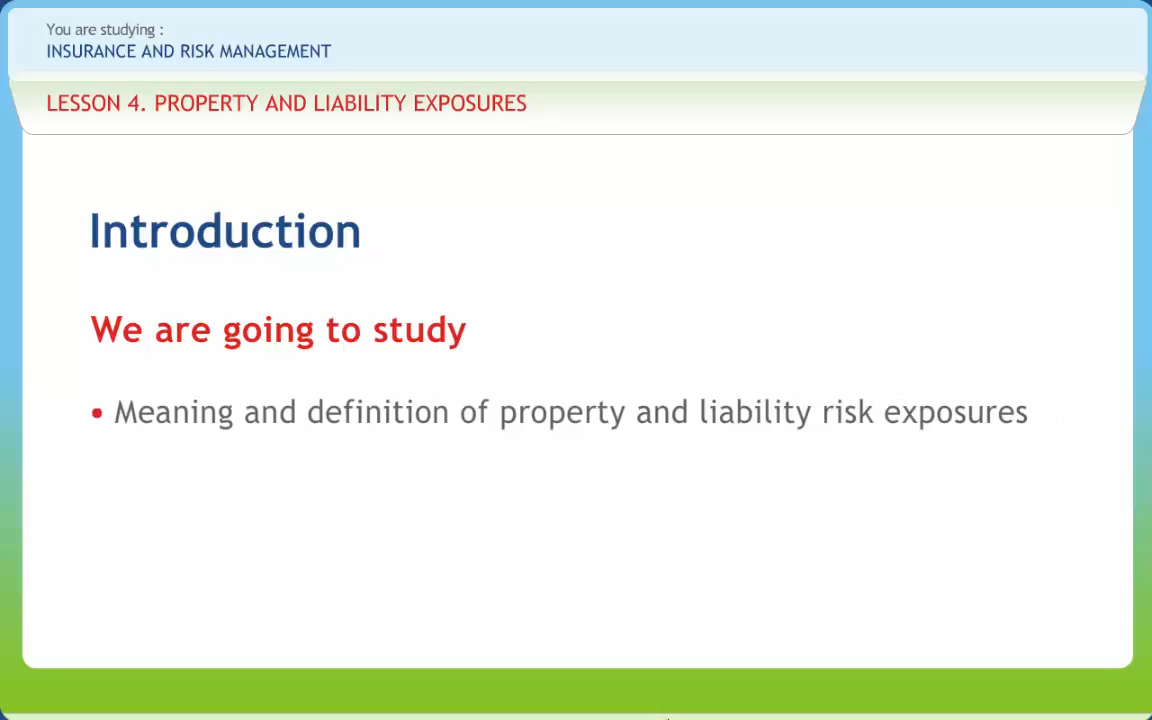 You are studying :
INSURANCE AND RISK MANAGEMENT
LESSON 4. PROPERTY AND LIABILITY EXPOSURES
Introduction
We are going to study
• Meaning and definition of property and liability risk exposures